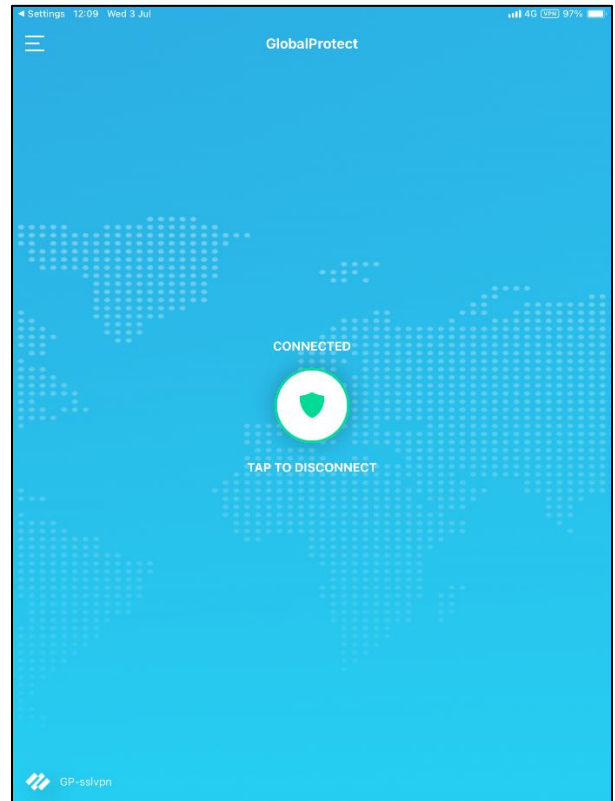 ◀ Settings 12:09 Wed 3 Jul 4G VPN 97%
GlobalProtect
CONNECTED
TAP TO DISCONNECT
GP-sslvpn